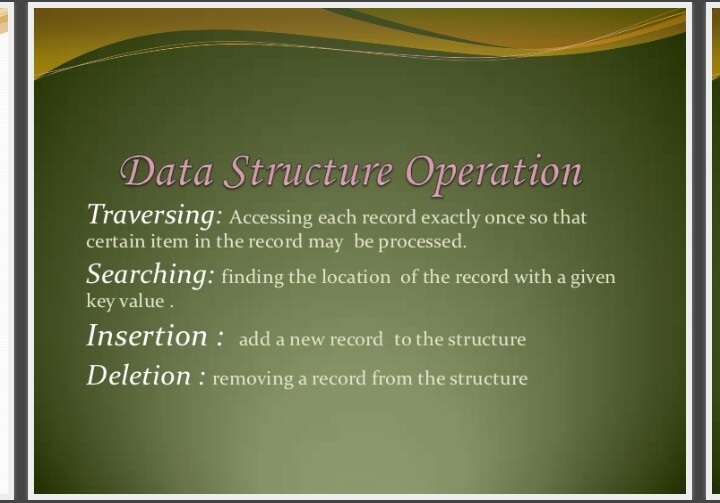 Data Structure Operation
Traversing: Accessing each record exactly once so that
certain item in the record may be processed.
Searching: finding the location of the record with a given
key value .
Insertion : add a new record to the structure
Deletion : removing a record from the structure